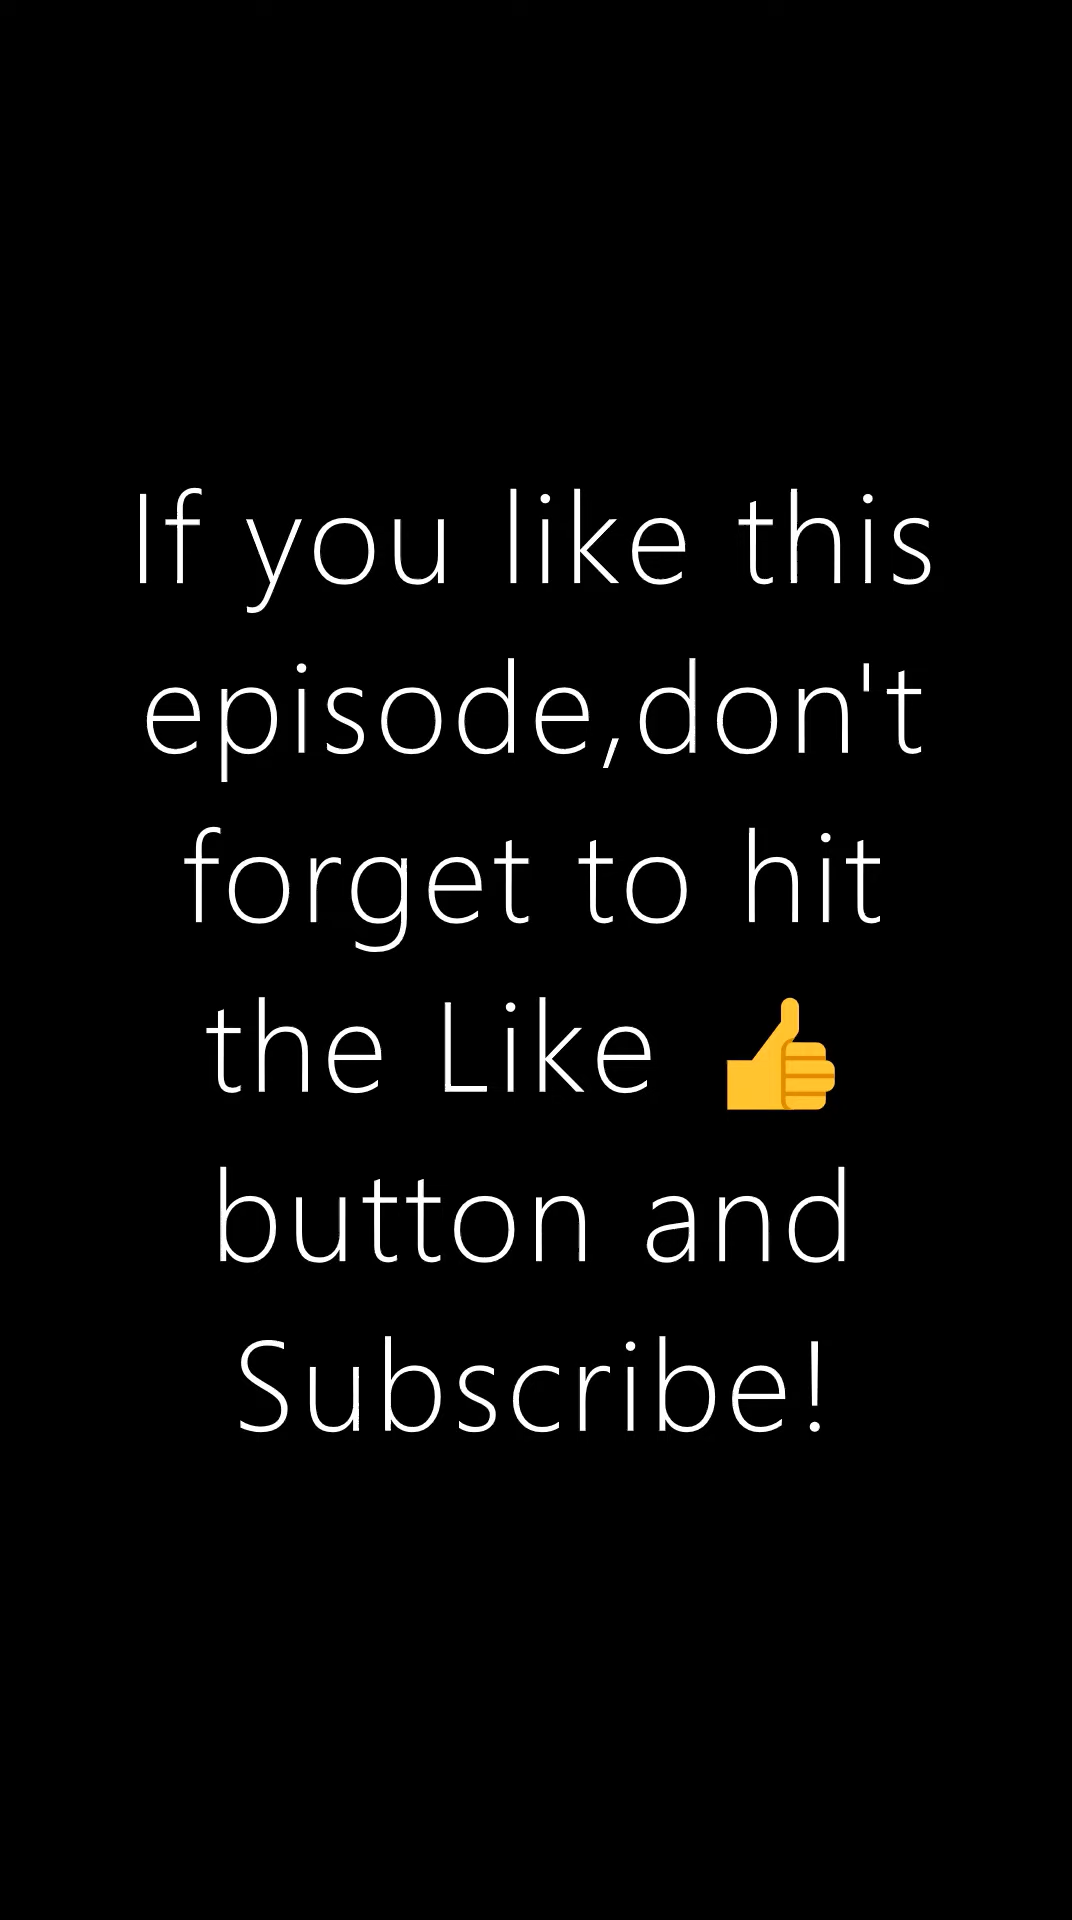 If you like this
episode,don't
forget to hit
the Like 👍
button and
Subscribe!